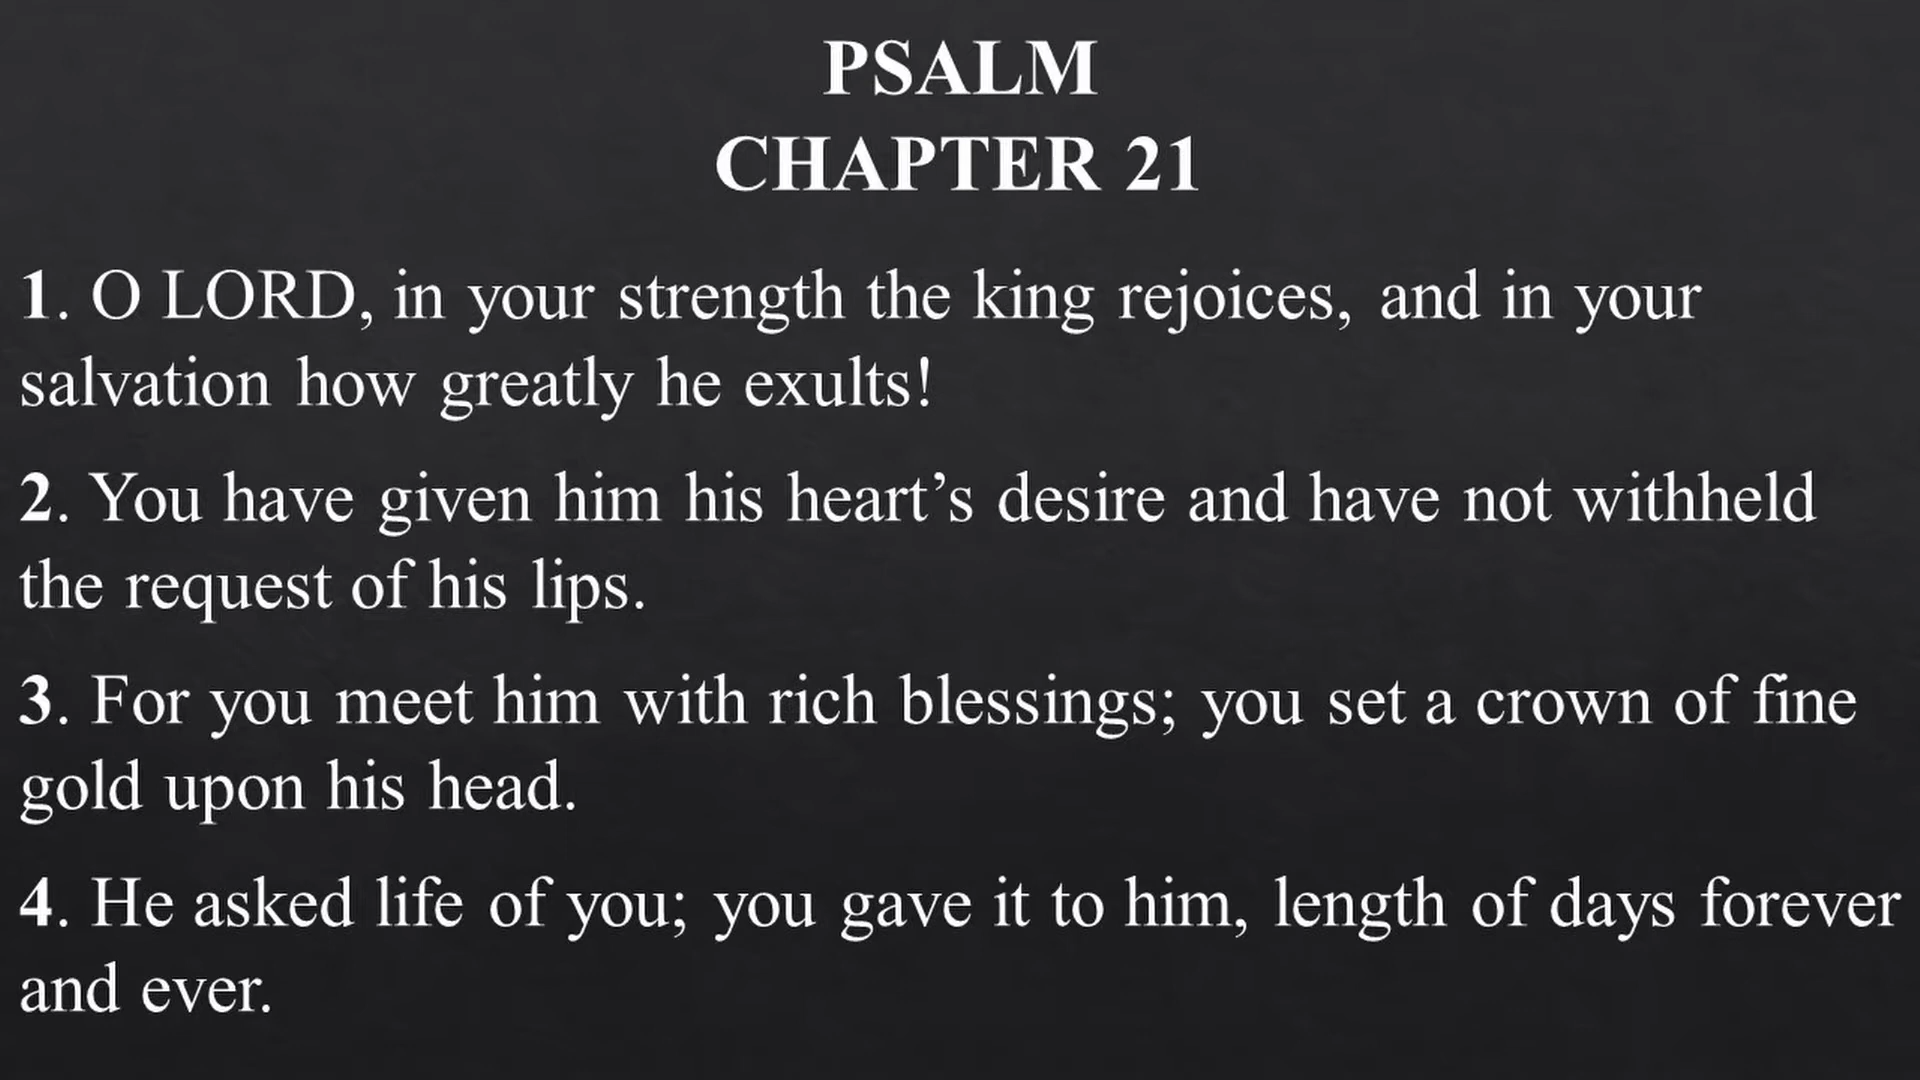 PSALM
CHAPTER 21
1. O LORD, in your strength the king rejoices, and in your
salvation how greatly he exults!
2. You have given him his heart’s desire and have not withheld
the request of his lips.
3. For you meet him with rich blessings; you set a crown of fine
gold upon his head.
4. He asked life of you; you gave it to him, length of days forever
and ever.